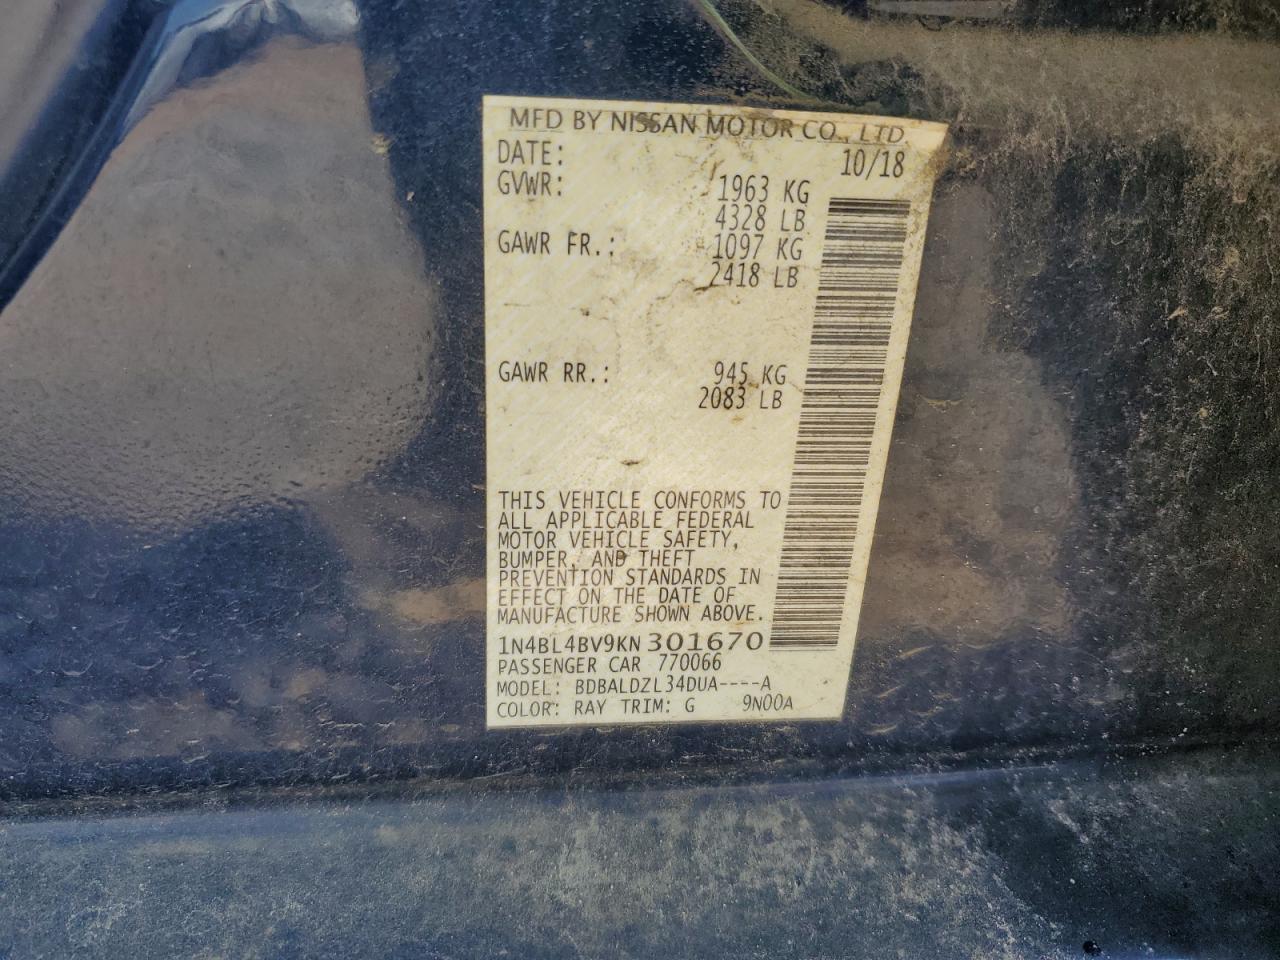 MFD BY NISSAN MOTOR CO., LTD.
DATE: 10/18
GVWR: 1963 KG
4328 LB
GAWR FR.: 1097 KG
2418 LB
GAWR RR.: 945 KG
2083 LB
THIS VEHICLE CONFORMS TO
ALL APPLICABLE FEDERAL
MOTOR VEHICLE SAFETY,
BUMPER, AND THEFT
PREVENTION STANDARDS IN
EFFECT ON THE DATE OF
MANUFACTURE SHOWN ABOVE.
1N4BL4BV9KN301670
PASSENGER CAR 770066
MODEL: BDBALDZL34DUA----A
COLOR: RAY TRIM: G 9N00A